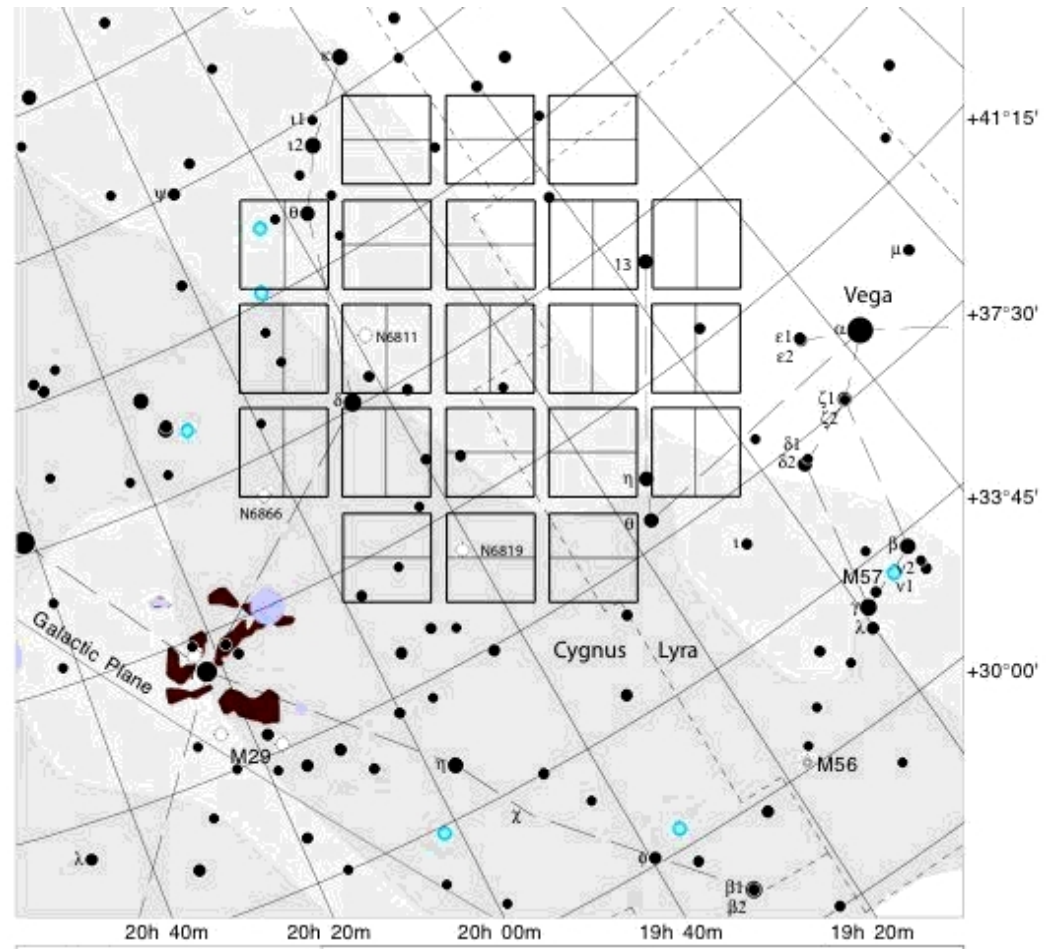 κ
+41°15'
ι1
ι2
ψ
θ
13
μ
Vega
α
ε1
ε2
+37°30'
N6811
δ
ζ1
ζ2
δ1
δ2
η
N6866
+33°45'
θ
ι
N6819
β
M57
ν2
ν1
γ
λ
Galactic Plane
Cygnus
Lyra
+30°00'
M29
η
M56
χ
λ
β1
β2
20h 40m
20h 20m
20h 00m
19h 40m
19h 20m